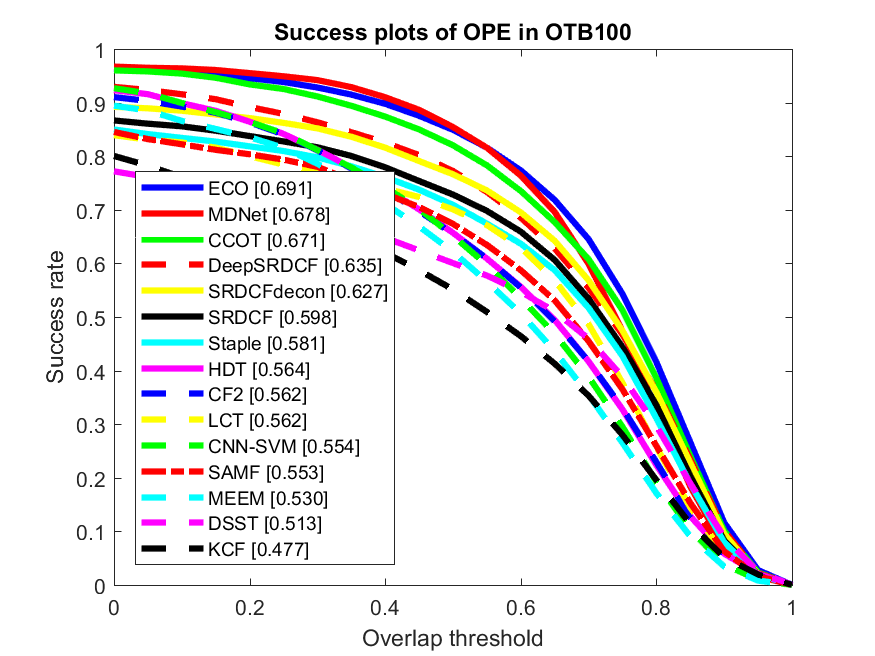 Success plots of OPE in OTB100
1
0.9
0.8
0.7
0.6
0.5
0.4
0.3
0.2
0.1
0
Success rate
ECO [0.691]
MDNet [0.678]
CCOT [0.671]
DeepSRDCF [0.635]
SRDCFdecon [0.627]
SRDCF [0.598]
Staple [0.581]
HDT [0.564]
CF2 [0.562]
LCT [0.562]
CNN-SVM [0.554]
SAMF [0.553]
MEEM [0.530]
DSST [0.513]
KCF [0.477]
0 0.2 0.4 0.6 0.8 1
Overlap threshold